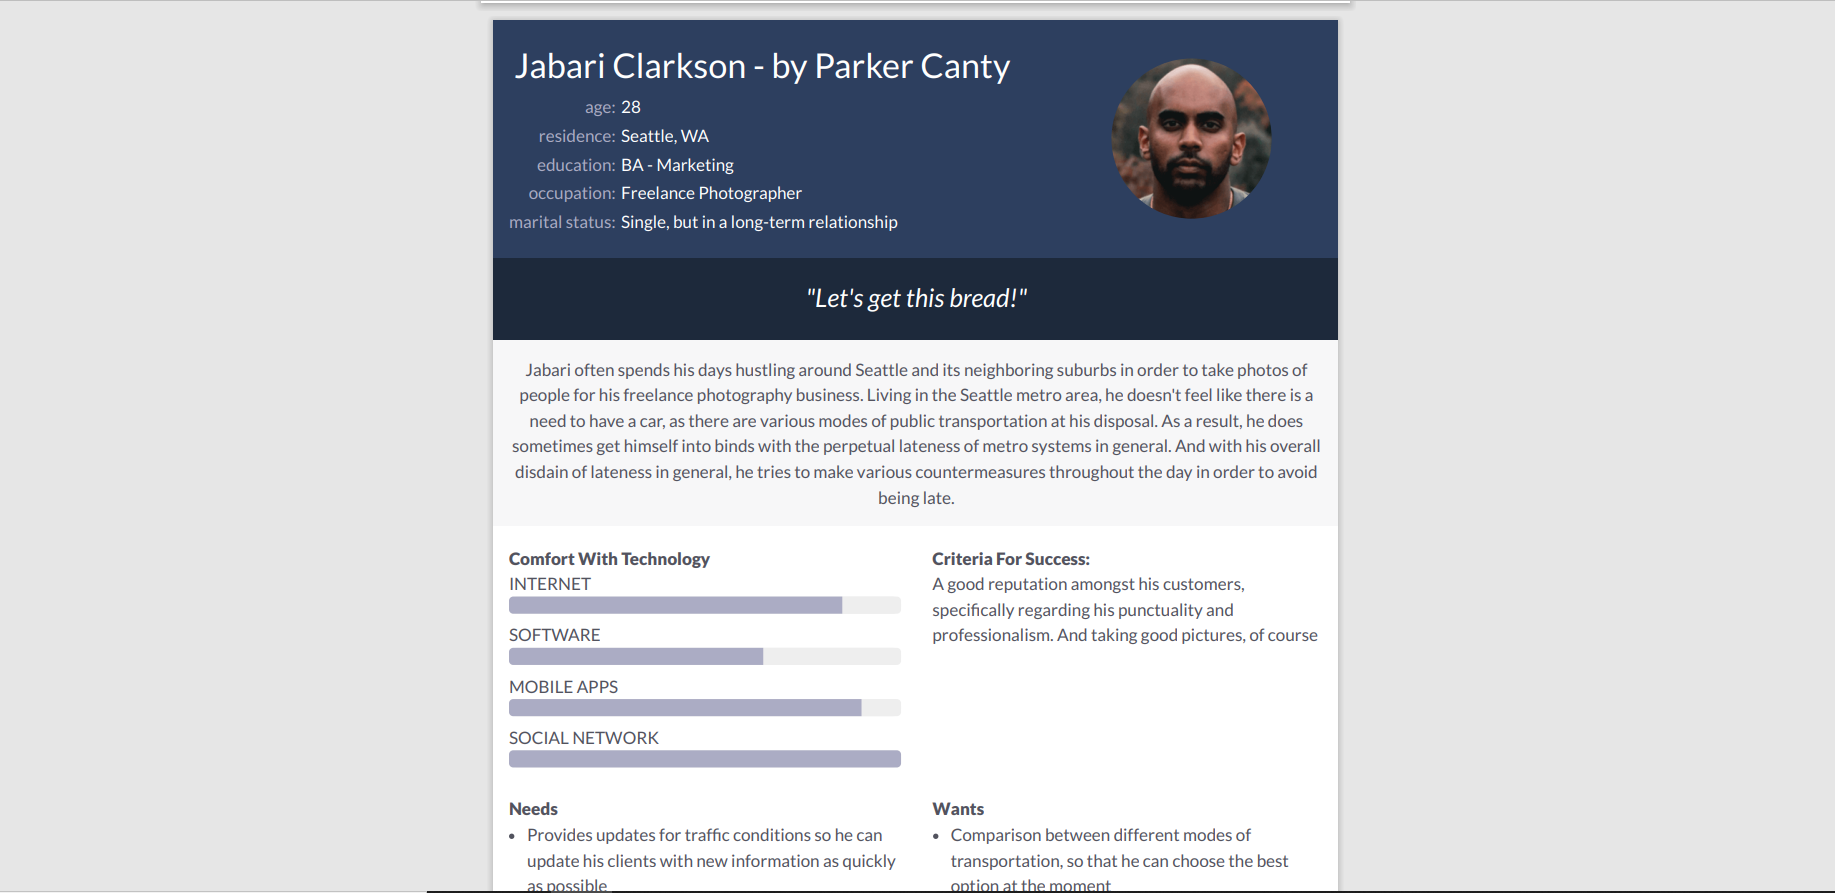 Jabari Clarkson - by Parker Canty
age: 28
residence: Seattle, WA
education: BA - Marketing
occupation: Freelance Photographer
marital status: Single, but in a long-term relationship
"Let's get this bread!"
Jabari often spends his days hustling around Seattle and its neighboring suburbs in order to take photos of
people for his freelance photography business. Living in the Seattle metro area, he doesn't feel like there is a
need to have a car, as there are various modes of public transportation at his disposal. As a result, he does
sometimes get himself into binds with the perpetual lateness of metro systems in general. And with his overall
disdain of lateness in general, he tries to make various countermeasures throughout the day in order to avoid
being late.
Comfort With Technology
INTERNET
SOFTWARE
MOBILE APPS
SOCIAL NETWORK
Criteria For Success:
A good reputation amongst his customers,
specifically regarding his punctuality and
professionalism. And taking good pictures, of course
Needs
• Provides updates for traffic conditions so he can
update his clients with new information as quickly
as possible
Wants
• Comparison between different modes of
transportation, so that he can choose the best
option at the moment